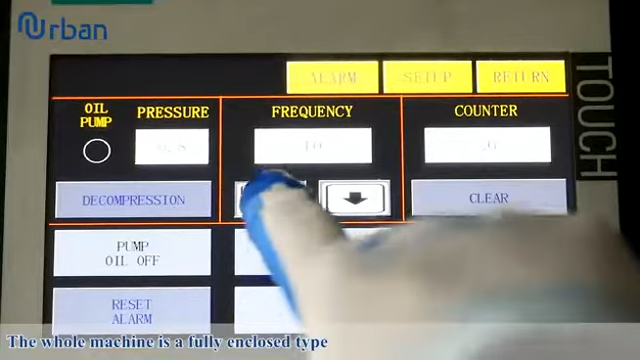 Urban
ALARM SETUP RETURN
OIL PUMP
PRESSURE
FREQUENCY
COUNTER
10
DECOMPRESSION
CLEAR
PUMP
OIL OFF
RESET
ALARM
TOUCH
The whole machine is a fully enclosed type